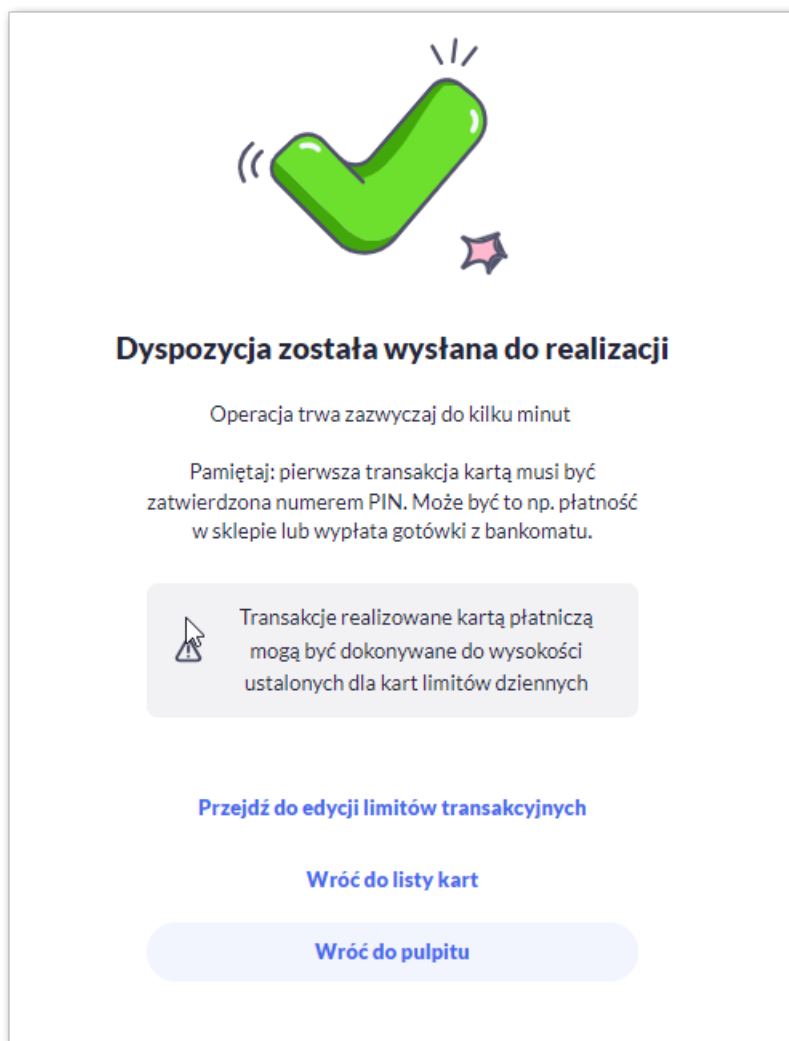 Dyspozycja została wysłana do realizacji
Operacja trwa zazwyczaj do kilku minut
Pamiętaj: pierwsza transakcja kartą musi być
zatwierdzona numerem PIN. Może być to np. płatność
w sklepie lub wypłata gotówki z bankomatu.
Transakcje realizowane kartą płatniczą
mogą być dokonywane do wysokości
ustalonych dla kart limitów dziennych
Przejdź do edycji limitów transakcyjnych
Wróć do listy kart
Wróć do pulpitu